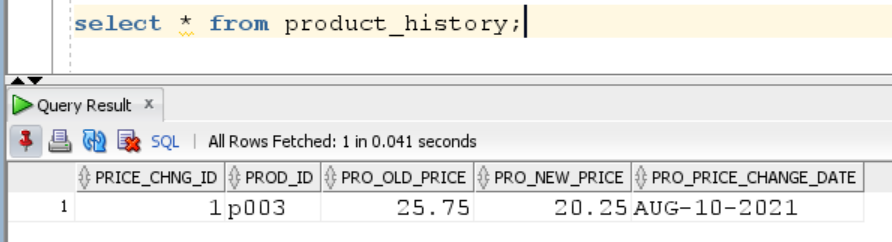 select * from product_history;
Query Result x
SQL | All Rows Fetched: 1 in 0.041 seconds
PRICE_CHNG_ID PROD_ID PRO_OLD_PRICE PRO_NEW_PRICE PRO_PRICE_CHANGE_DATE
1 1 p003 25.75 20.25 AUG-10-2021